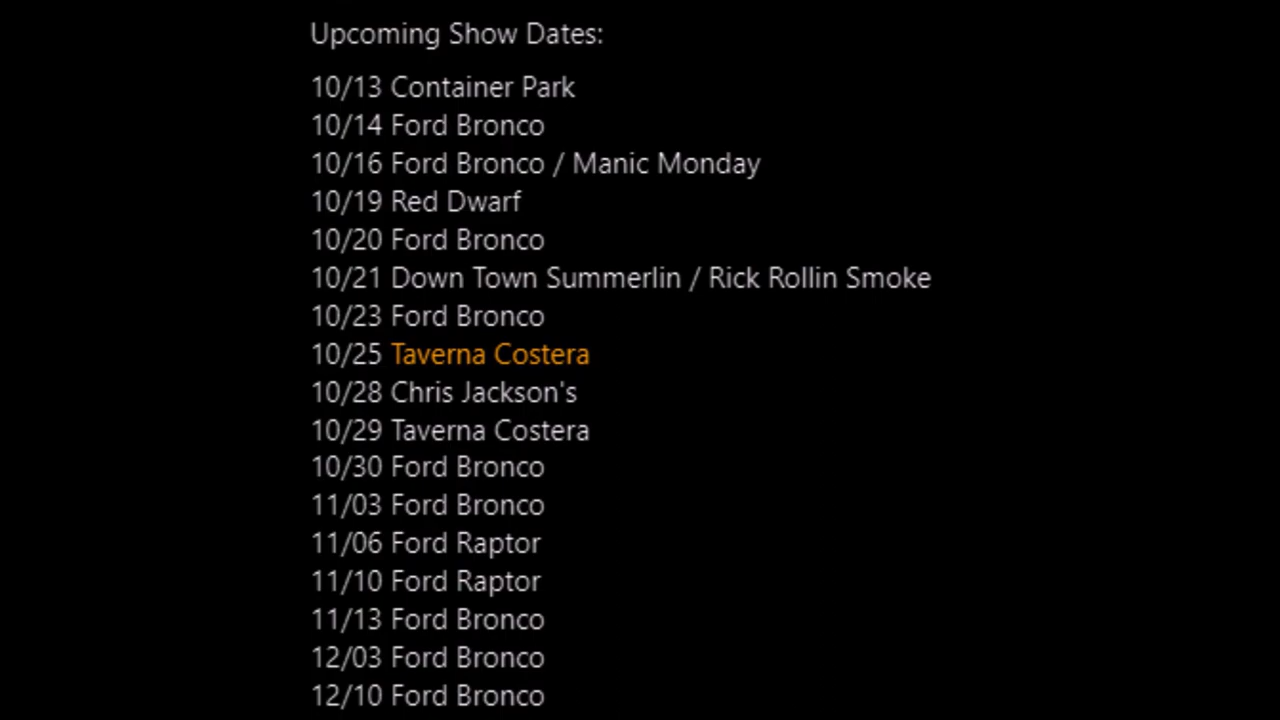 Upcoming Show Dates:
10/13 Container Park
10/14 Ford Bronco
10/16 Ford Bronco / Manic Monday
10/19 Red Dwarf
10/20 Ford Bronco
10/21 Down Town Summerlin / Rick Rollin Smoke
10/23 Ford Bronco
10/25 Taverna Costera
10/28 Chris Jackson's
10/29 Taverna Costera
10/30 Ford Bronco
11/03 Ford Bronco
11/06 Ford Raptor
11/10 Ford Raptor
11/13 Ford Bronco
12/03 Ford Bronco
12/10 Ford Bronco